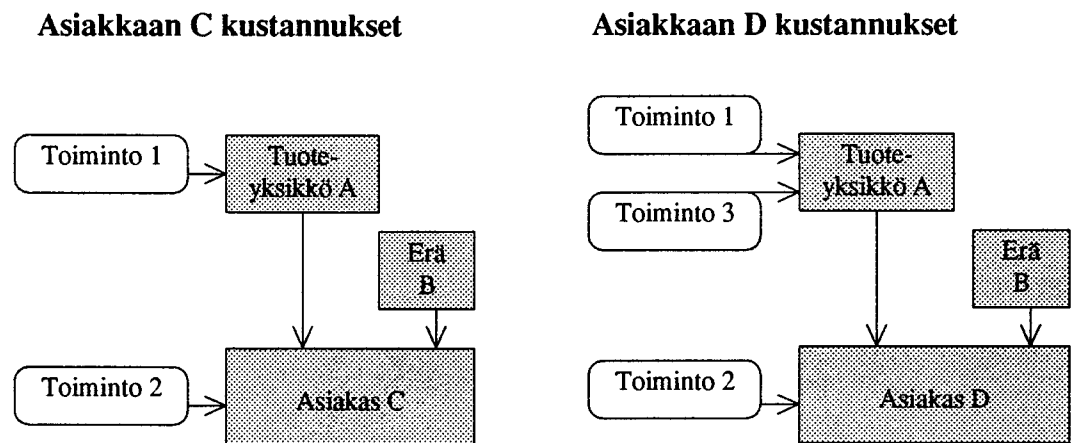 Asiakkaan C kustannukset
Toiminto 1
Tuote-
yksikkö A
Erä
B
Toiminto 2
Asiakas C
Asiakkaan D kustannukset
Toiminto 1
Tuote-
yksikkö A
Toiminto 3
Erä
B
Toiminto 2
Asiakas D